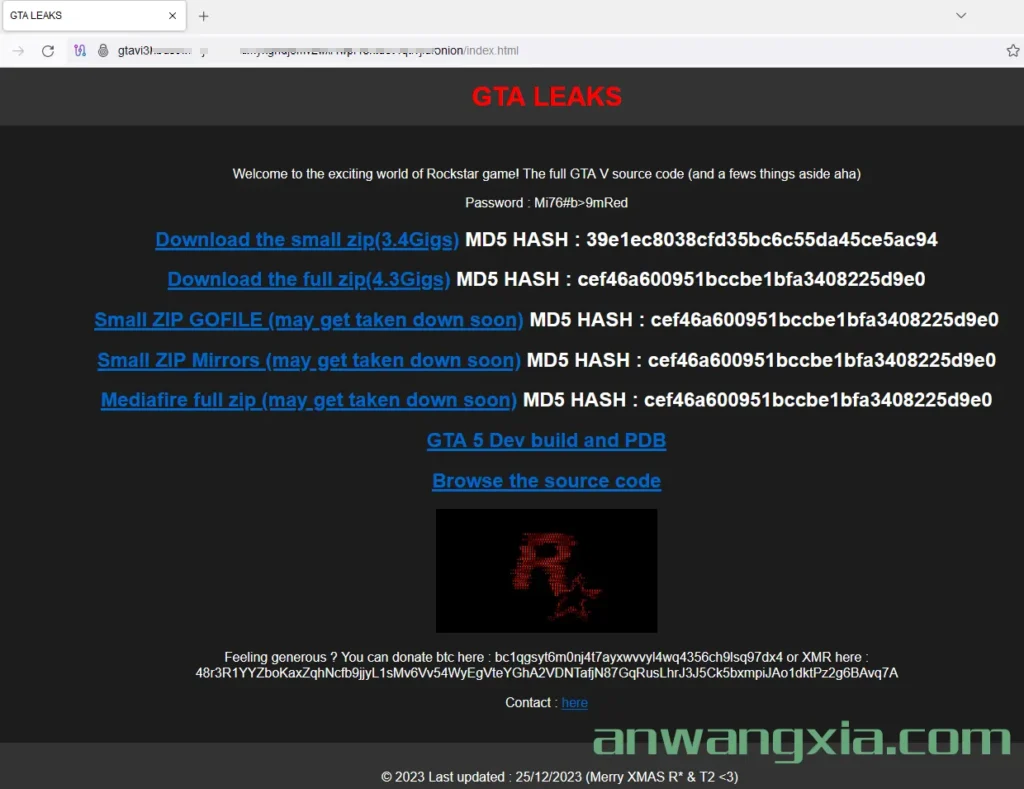 GTA LEAKS
onion/index.html
GTA LEAKS
Welcome to the exciting world of Rockstar game! The full GTA V source code (and a fews things aside aha)
Password : Mi76#b>9mRed
Download the small zip(3.4Gigs) MD5 HASH : 39e1ec8038cfd35bc6c55da45ce5ac94
Download the full zip(4.3Gigs) MD5 HASH : cef46a600951bccbe1bfa3408225d9e0
Small ZIP GOFILE (may get taken down soon) MD5 HASH : cef46a600951bccbe1bfa3408225d9e0
Small ZIP Mirrors (may get taken down soon) MD5 HASH : cef46a600951bccbe1bfa3408225d9e0
Mediafire full zip (may get taken down soon) MD5 HASH : cef46a600951bccbe1bfa3408225d9e0
GTA 5 Dev build and PDB
Browse the source code
R
Feeling generous ? You can donate btc here : bc1qgsyt6m0nj4t7ayxwvvyl4wq4356ch9lsq97dx4 or XMR here :
48r3R1YYZboKaxZqhNcfb9jjyL1sMv6Vv54WyEgVteYGhA2VDNTafjN87GqRusLhrJ3J5Ck5bxmpiJAo1dktPz2g6BAvq7A
Contact : here
anwangxia.com
© 2023 Last updated : 25/12/2023 (Merry XMAS R* & T2 <3)